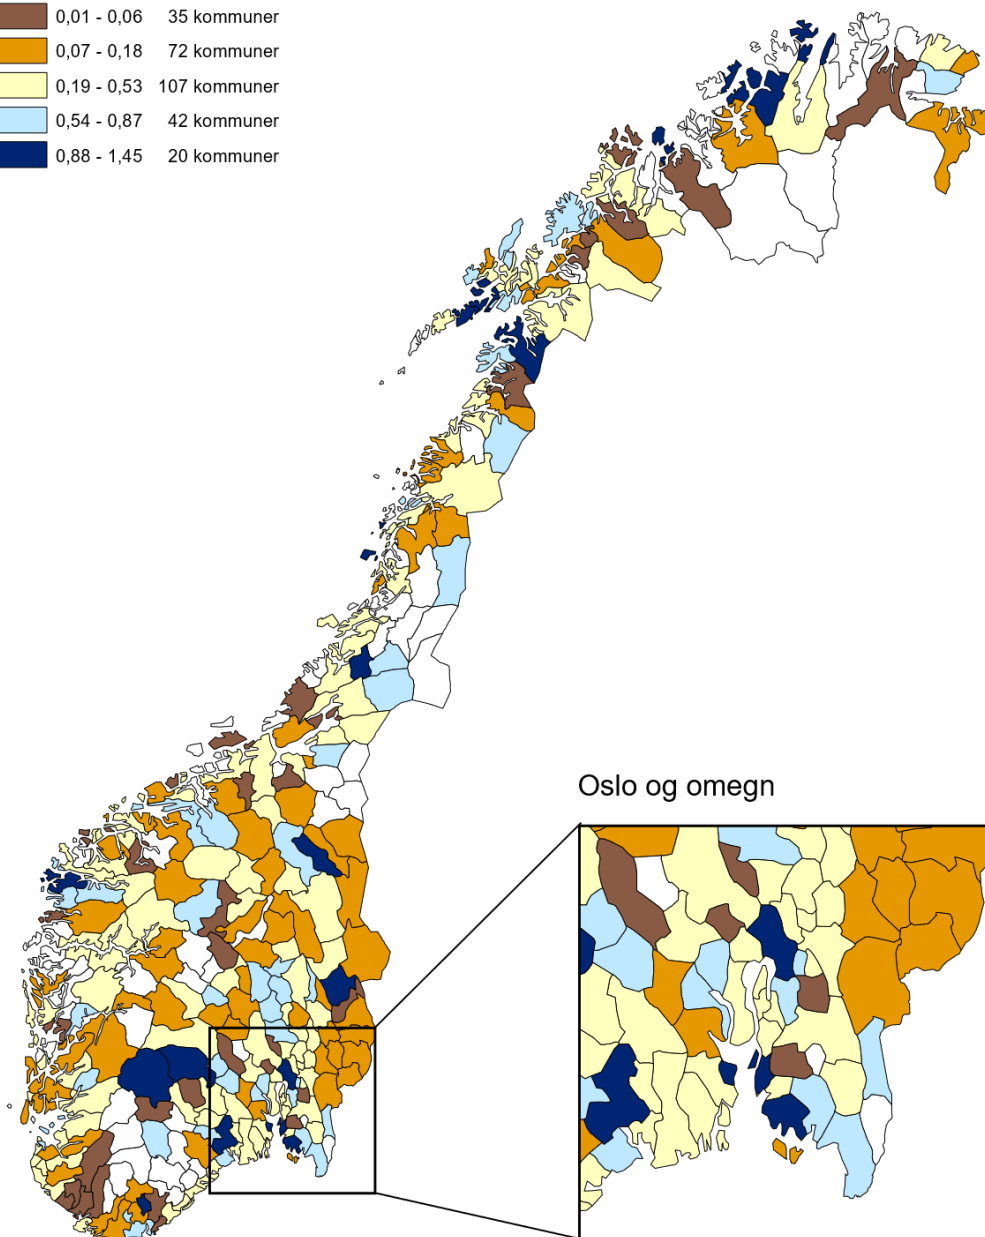 0,01 - 0,06 35 kommuner
0,07 - 0,18 72 kommuner
0,19 - 0,53 107 kommuner
0,54 - 0,87 42 kommuner
0,88 - 1,45 20 kommuner
Oslo og omegn